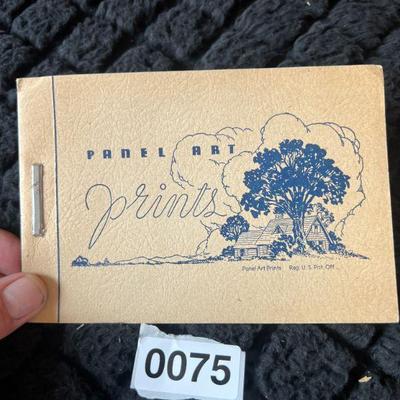 PANEL ART
prints
Panel Art Prints Reg. U. S. Pat. Off.
0075